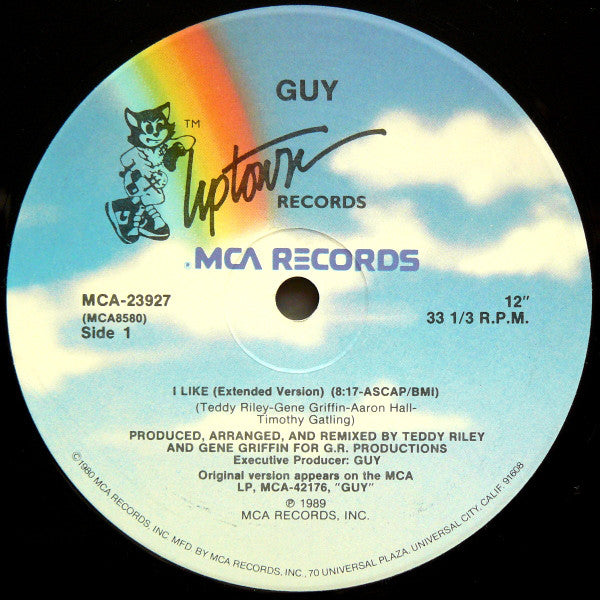 GUY
TM
Uptown
RECORDS
MCA RECORDS
MCA-23927
(MCA8580)
Side 1
12"
33 1/3 R.P.M.
I LIKE (Extended Version) (8:17-ASCAP/BMI)
(Teddy Riley-Gene Griffin-Aaron Hall-
Timothy Gatling)
PRODUCED, ARRANGED, AND REMIXED BY TEDDY RILEY
AND GENE GRIFFIN FOR G.R. PRODUCTIONS
Executive Producer: GUY
Original version appears on the MCA
LP, MCA-42176, "GUY"
℗ 1989
MCA RECORDS, INC.
©1980 MCA RECORDS, INC. MFD. BY MCA RECORDS, INC., 70 UNIVERSAL PLAZA, UNIVERSAL CITY, CALIF. 91608